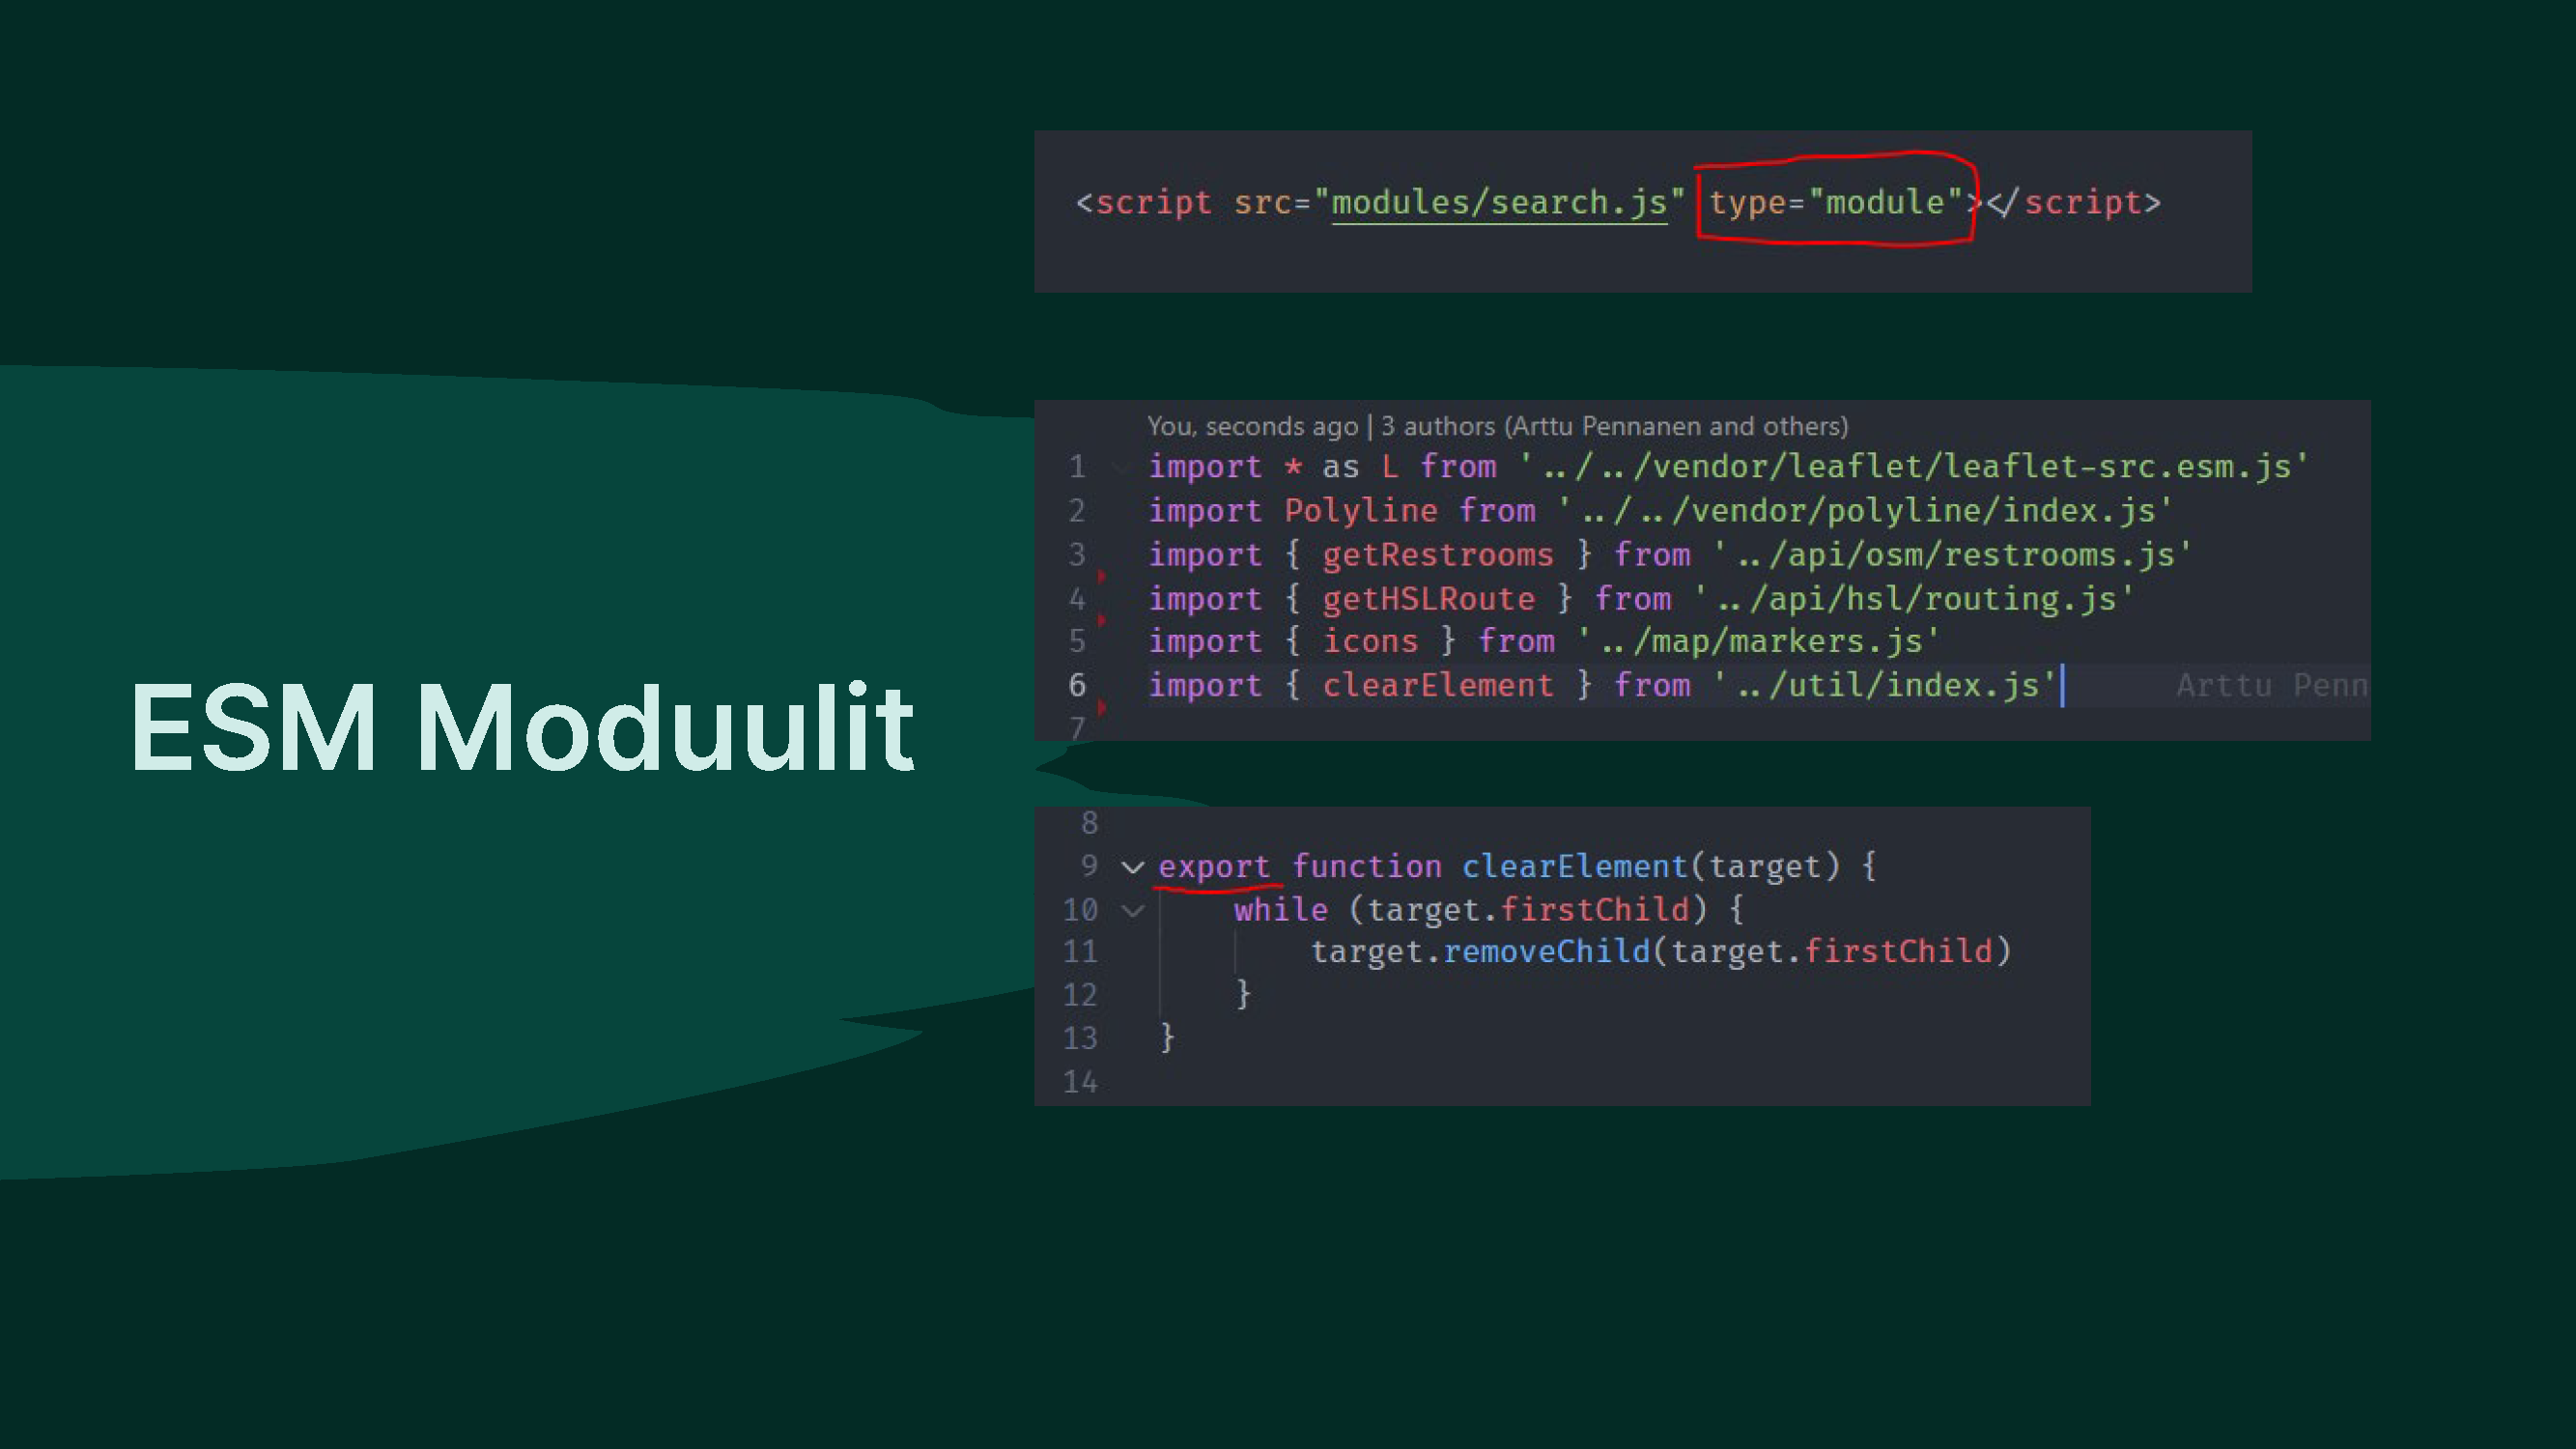 ESM Moduulit
<script src="modules/search.js" type="module"></script>
You, seconds ago | 3 authors (Arttu Pennanen and others)
1 import * as L from '../../vendor/leaflet/leaflet-src.esm.js'
2 import Polyline from '../../vendor/polyline/index.js'
3 import { getRestrooms } from '../api/osm/restrooms.js'
4 import { getHSLRoute } from '../api/hsl/routing.js'
5 import { icons } from '../map/markers.js'
6 import { clearElement } from '../util/index.js' Arttu Penn
7
8
9 export function clearElement(target) {
10 while (target.firstChild) {
11 target.removeChild(target.firstChild)
12 }
13 }
14